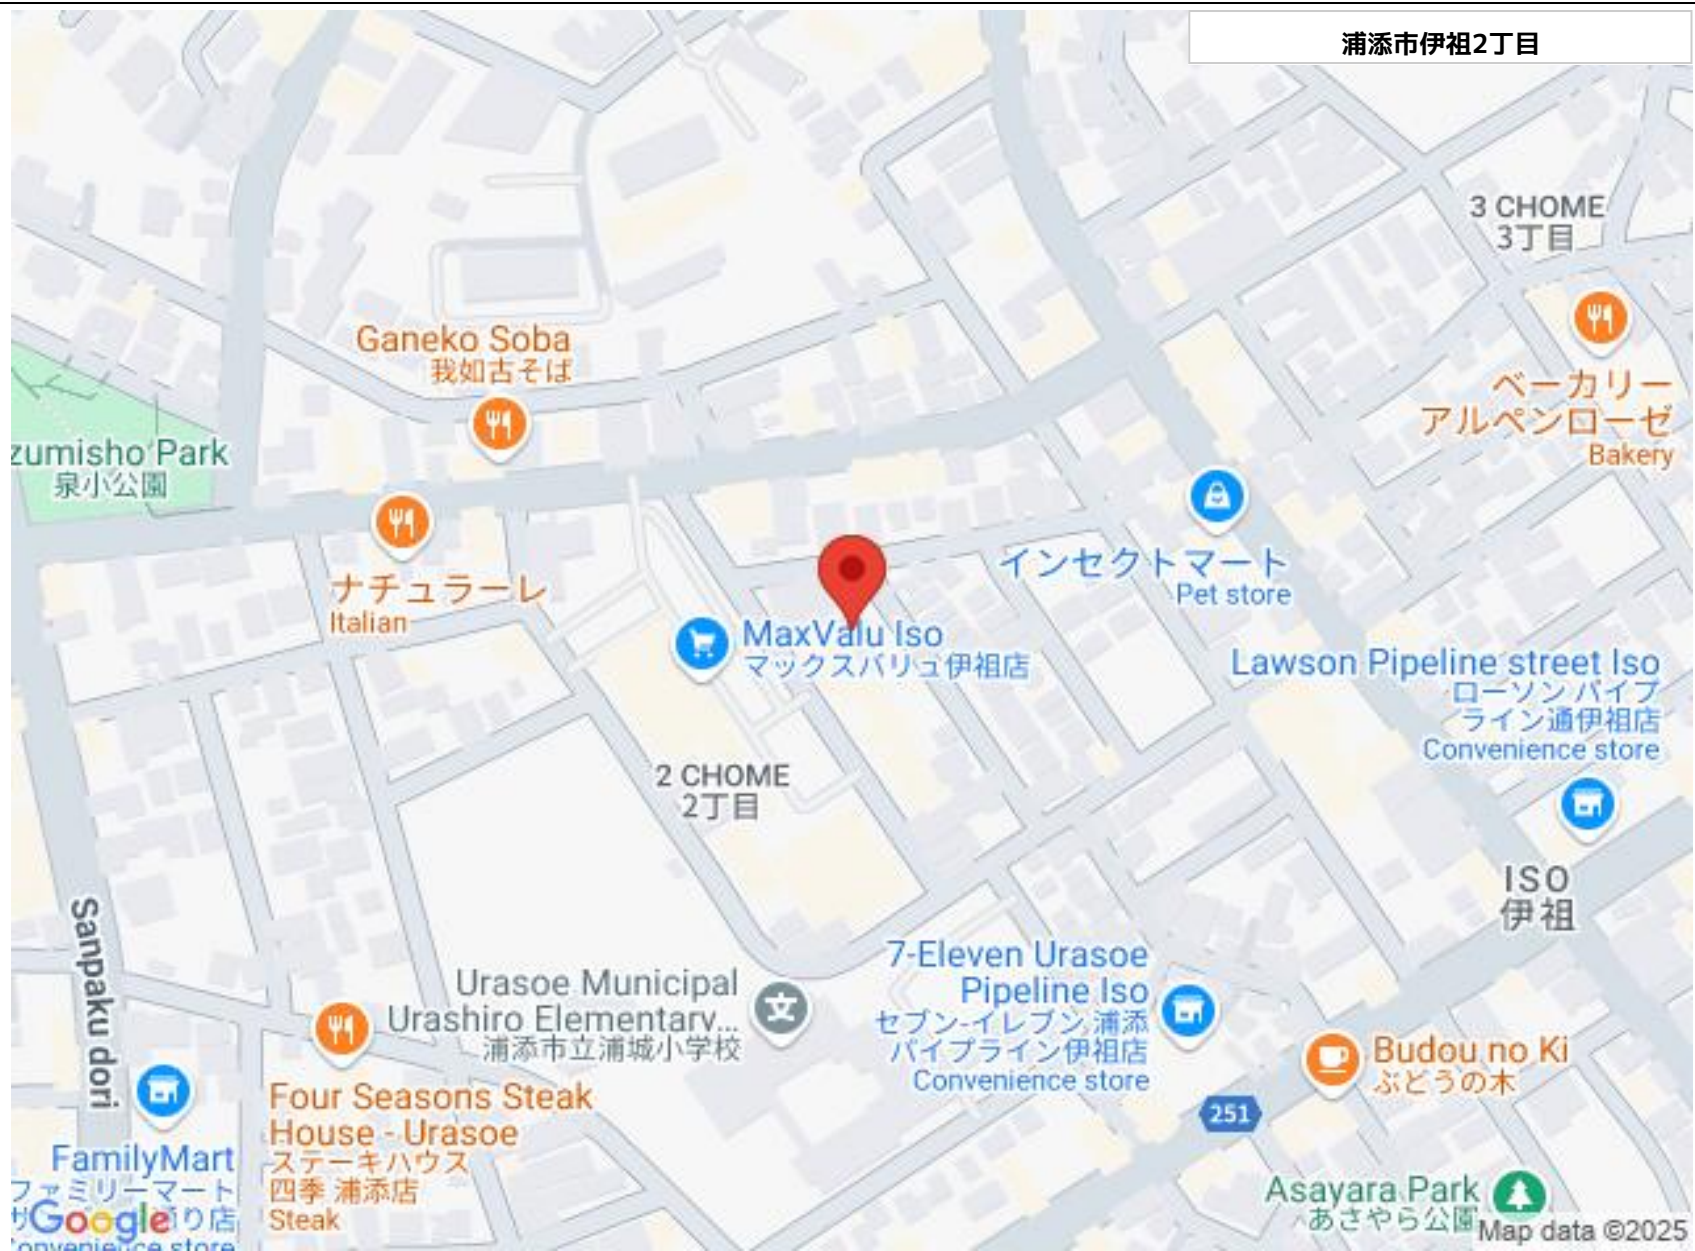 浦添市伊祖2丁目
3 CHOME
3丁目
Ganeko Soba
我如古そば
ベーカリー
アルペンローゼ
Bakery
zumisho Park
泉小公園
インセクトマート
Pet store
ナチュラーレ
Italian
MaxValu Iso
マックスバリュ伊祖店
Lawson Pipeline street Iso
ローソン パイプ
ライン通伊祖店
Convenience store
2 CHOME
2丁目
ISO
伊祖
Sanpaku dori
7-Eleven Urasoe
Pipeline Iso
セブン-イレブン 浦添
パイプライン伊祖店
Convenience store
Urasoe Municipal
Urashiro Elementary...
浦添市立浦城小学校
Budou no Ki
ぶどうの木
251
Four Seasons Steak
House - Urasoe
ステーキハウス
四季 浦添店
Steak
FamilyMart
ファミリーマート
り店
Convenience store
Asayara Park
あさやら公園
Google
Map data ©2025